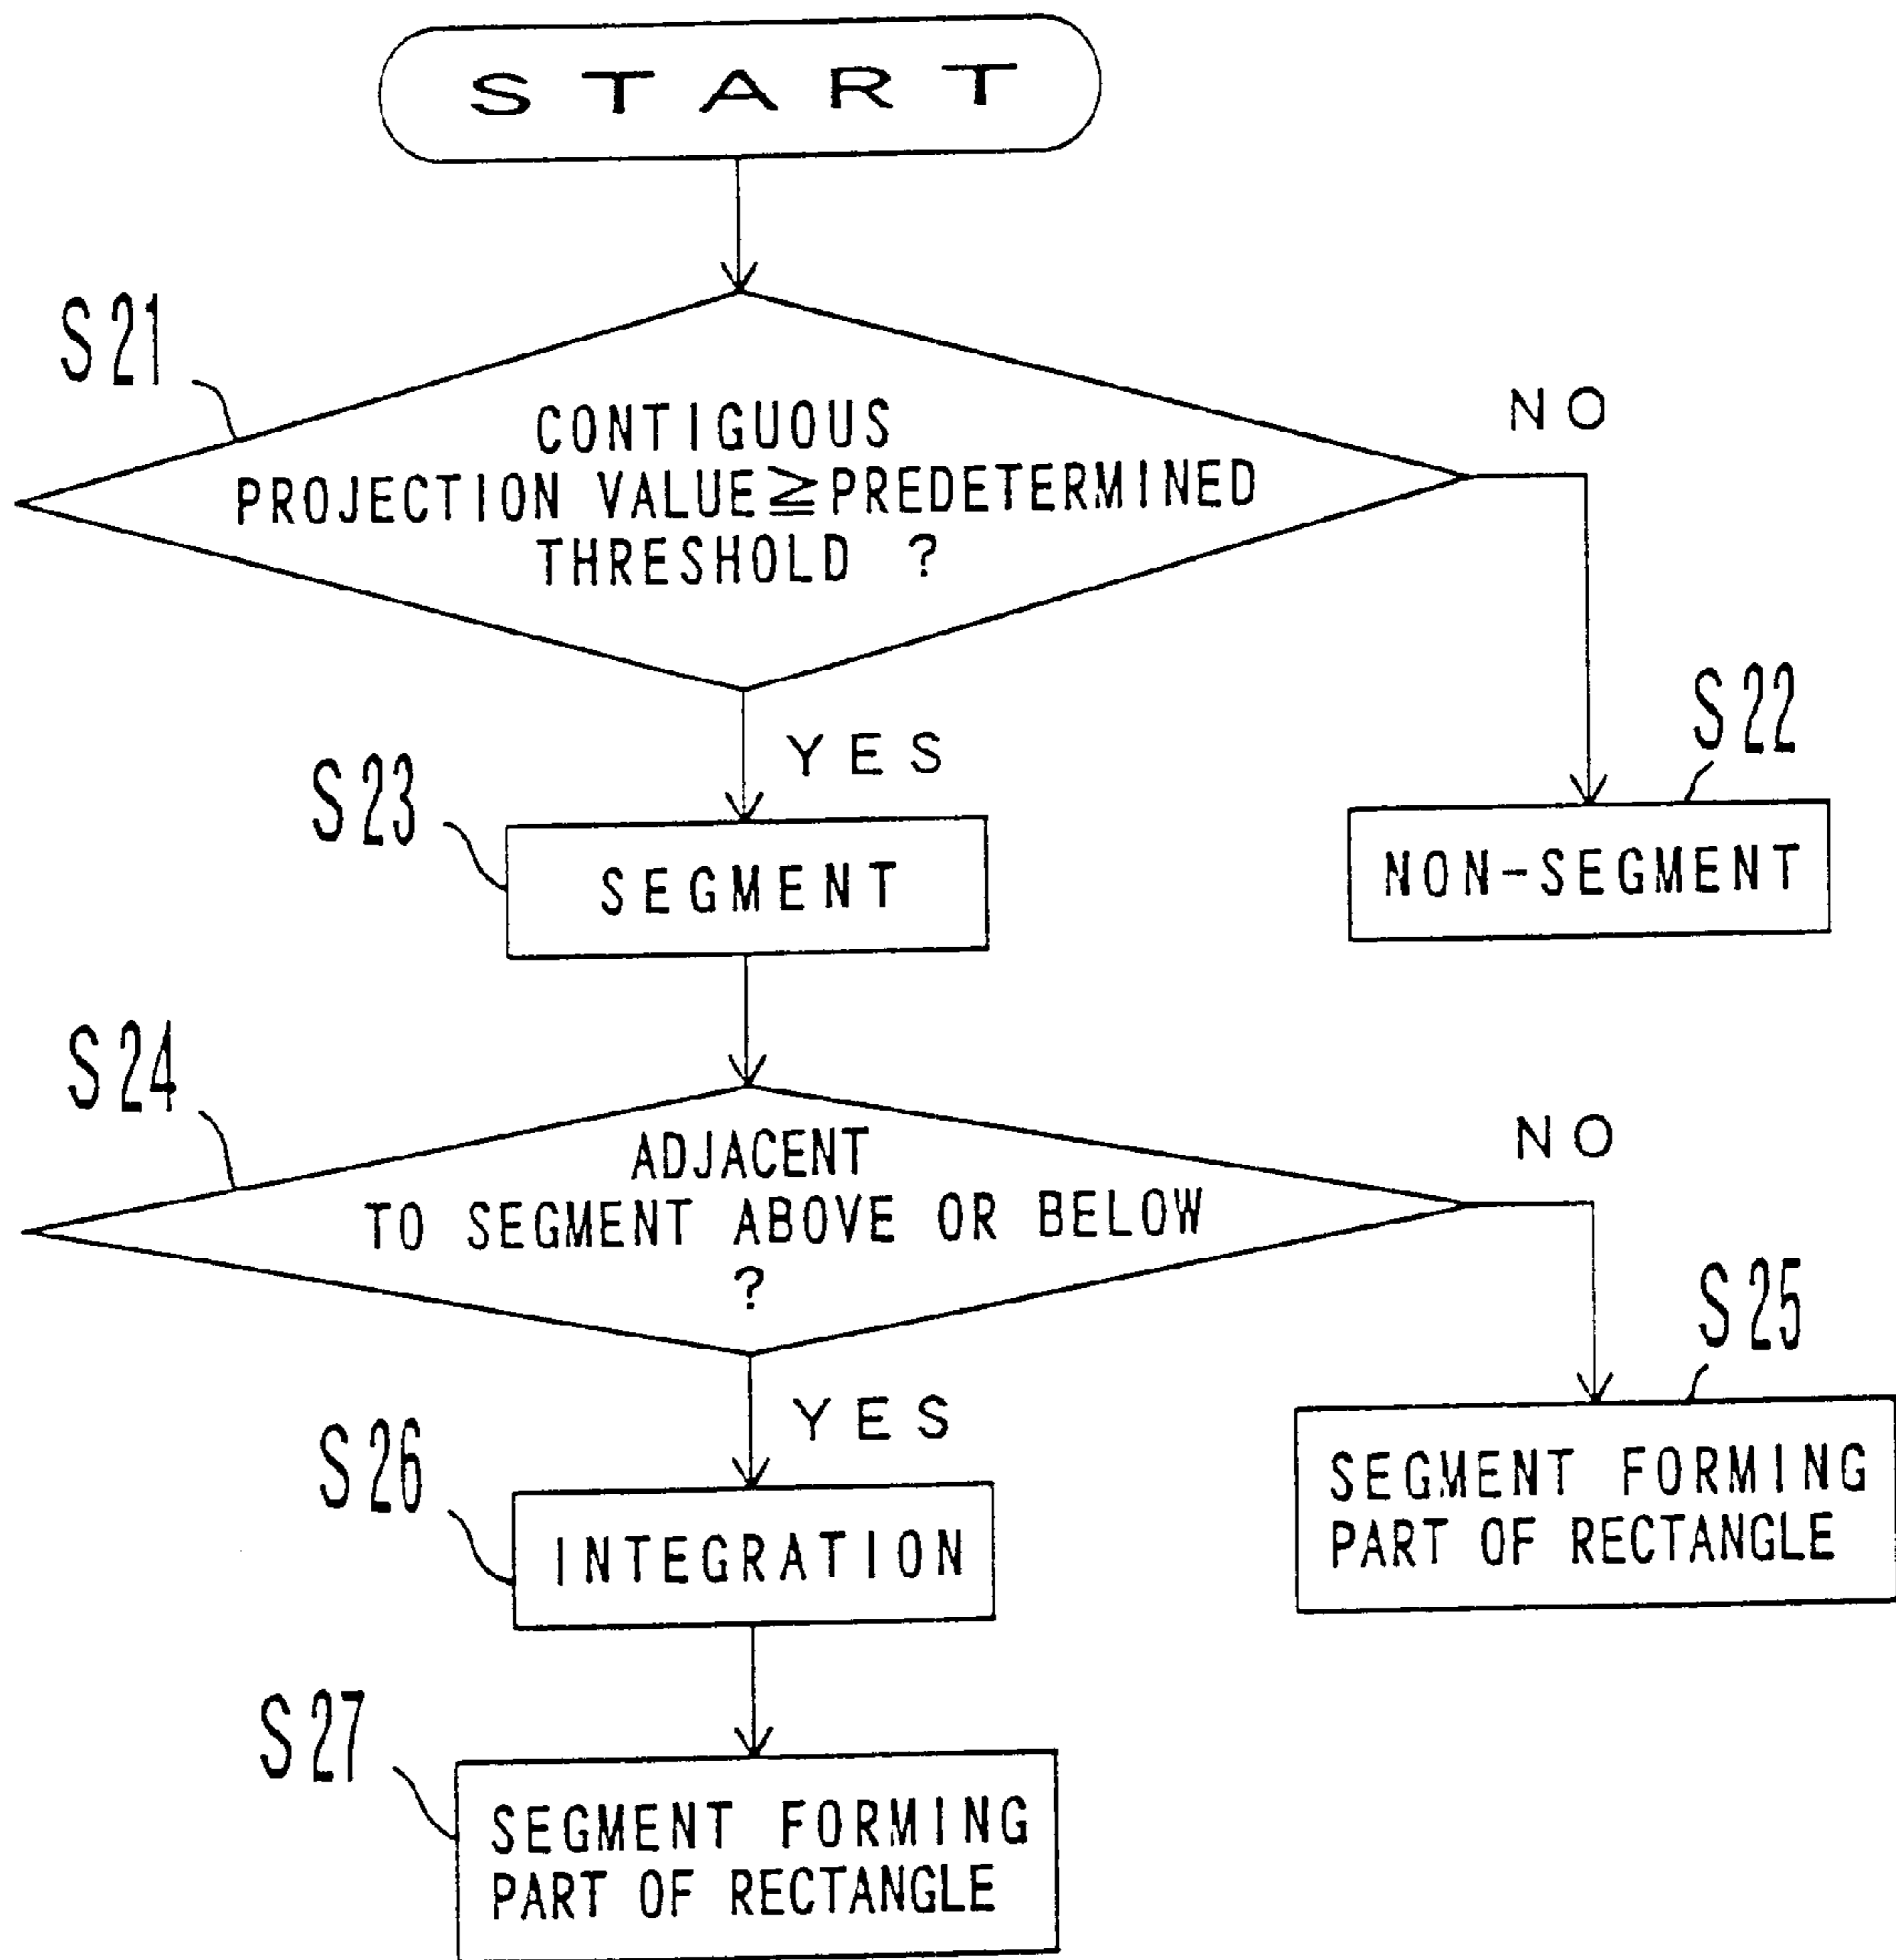 START
S21
CONTIGUOUS
PROJECTION VALUE≧PREDETERMINED
THRESHOLD ?
NO
S22
NON-SEGMENT
YES
S23
SEGMENT
S24
ADJACENT
TO SEGMENT ABOVE OR BELOW
?
NO
S25
SEGMENT FORMING
PART OF RECTANGLE
YES
S26
INTEGRATION
S27
SEGMENT FORMING
PART OF RECTANGLE